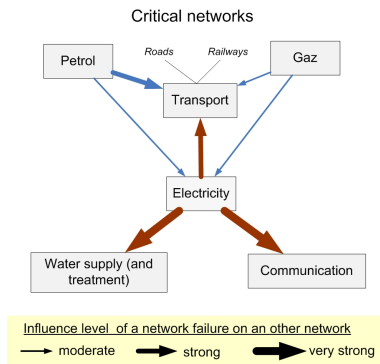 Critical networks
Roads
Railways
Petrol
Gaz
Transport
Electricity
Water supply (and
treatment)
Communication
Influence level of a network failure on an other network
moderate
strong
very strong